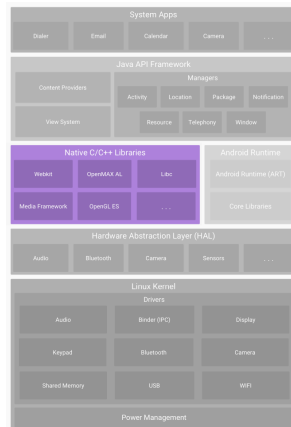 System Apps
Dialer Email Calendar Camera . . .
Java API Framework
Content Providers
Managers
Activity Location Package Notification
View System
Resource Telephony Window
Native C/C++ Libraries
Android Runtime
Webkit OpenMAX AL Libc
Android Runtime (ART)
Media Framework OpenGL ES . . .
Core Libraries
Hardware Abstraction Layer (HAL)
Audio Bluetooth Camera Sensors . . .
Linux Kernel
Drivers
Audio Binder (IPC) Display
Keypad Bluetooth Camera
Shared Memory USB WIFI
Power Management